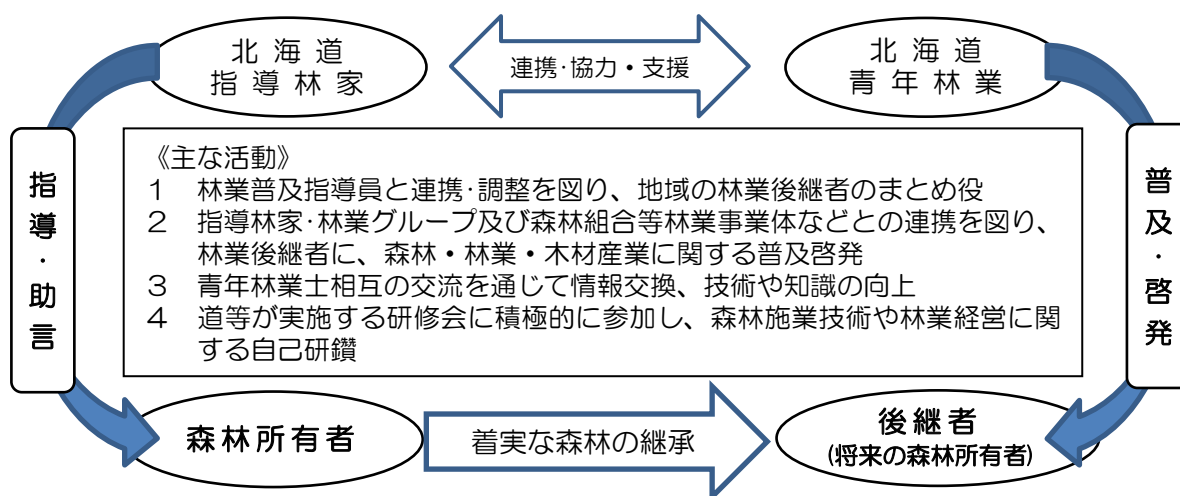 北海道
指導林家
連携･協力・支援
北海道
青年林業
指導・助言
《主な活動》
1 林業普及指導員と連携･調整を図り、地域の林業後継者のまとめ役
2 指導林家･林業グループ及び森林組合等林業事業体などとの連携を図り、
林業後継者に、森林・林業・木材産業に関する普及啓発
3 青年林業士相互の交流を通じて情報交換、技術や知識の向上
4 道等が実施する研修会に積極的に参加し、森林施業技術や林業経営に関
する自己研鑽
普及・啓発
森林所有者
着実な森林の継承
後継者
(将来の森林所有者)